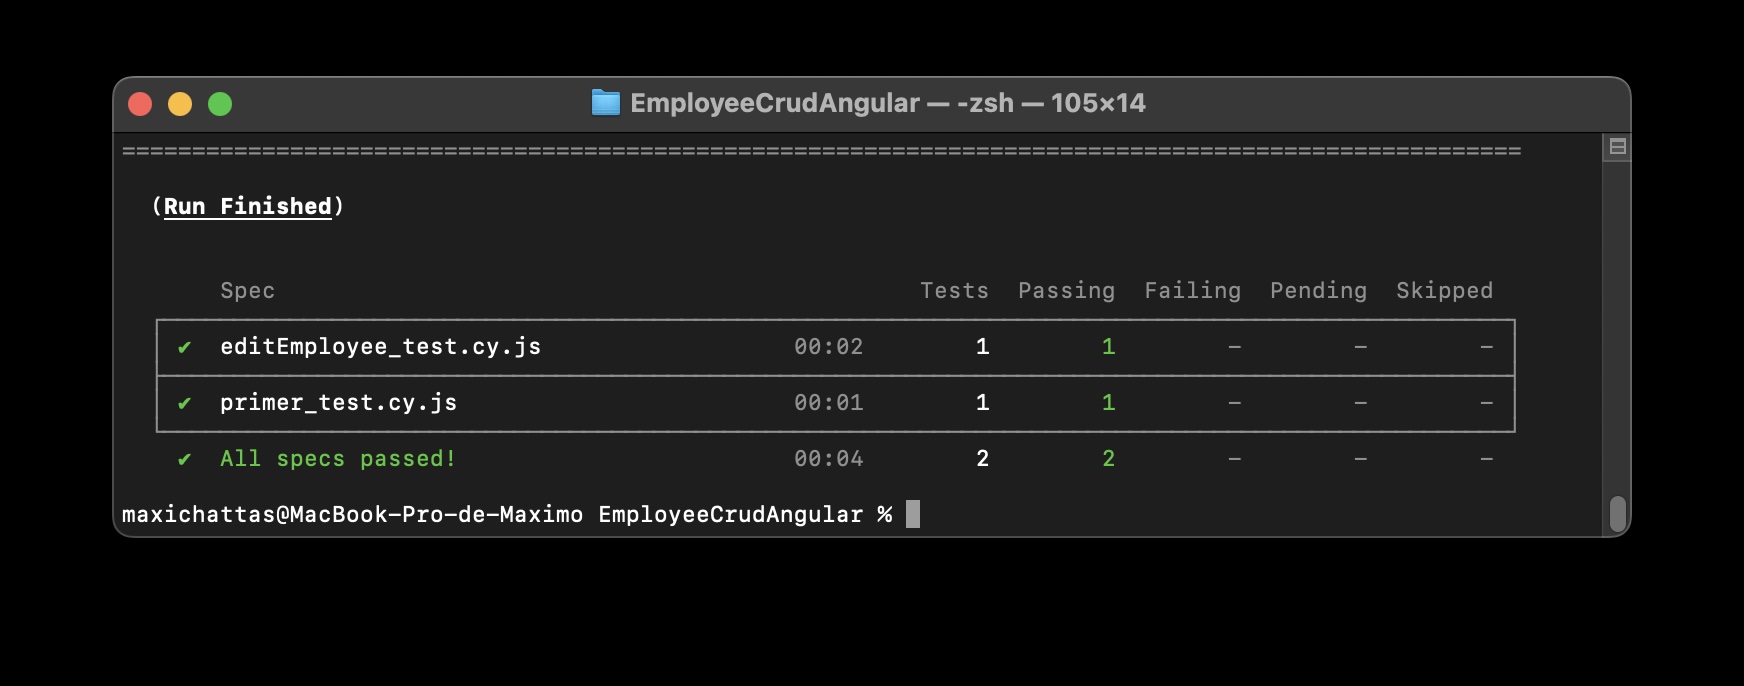 EmployeeCrudAngular — -zsh — 105×14
====================================================================================================
(Run Finished)
Spec Tests Passing Failing Pending Skipped
✔ editEmployee_test.cy.js 00:02 1 1 - - -
✔ primer_test.cy.js 00:01 1 1 - - -
✔ All specs passed! 00:04 2 2 - - -
maxichattas@MacBook-Pro-de-Maximo EmployeeCrudAngular %